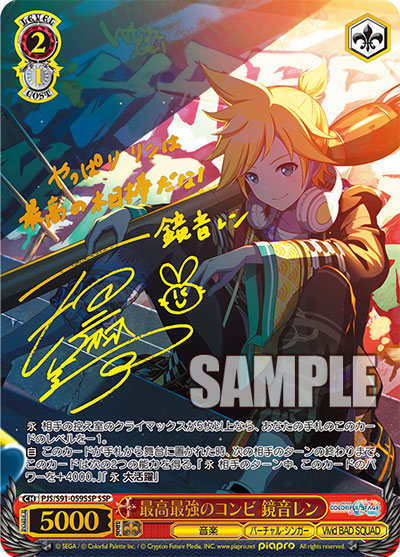 LEVEL
2
1
COST
やっぱりリンは
最高の相棒だな!
鏡音レン
SAMPLE
永 相手の控え室のクライマックスが5枚以上なら、あなたの手札のこのカードのレベルを-1。
自 このカードが手札から舞台に置かれた時、次の相手のターンの終わりまで、このカードは次の2つの能力を得る。『永 相手のターン中、このカードのパワーを+4000。』『永 大活躍』
CH PJS/S91-059SSP SSP
5000
最高最強のコンビ 鏡音レン
COLORFUL STAGE!
音楽
バーチャル・シンガー
Vivid BAD SQUAD
© SEGA / © Crypton Future Media, INC. www.piapro.net piapro